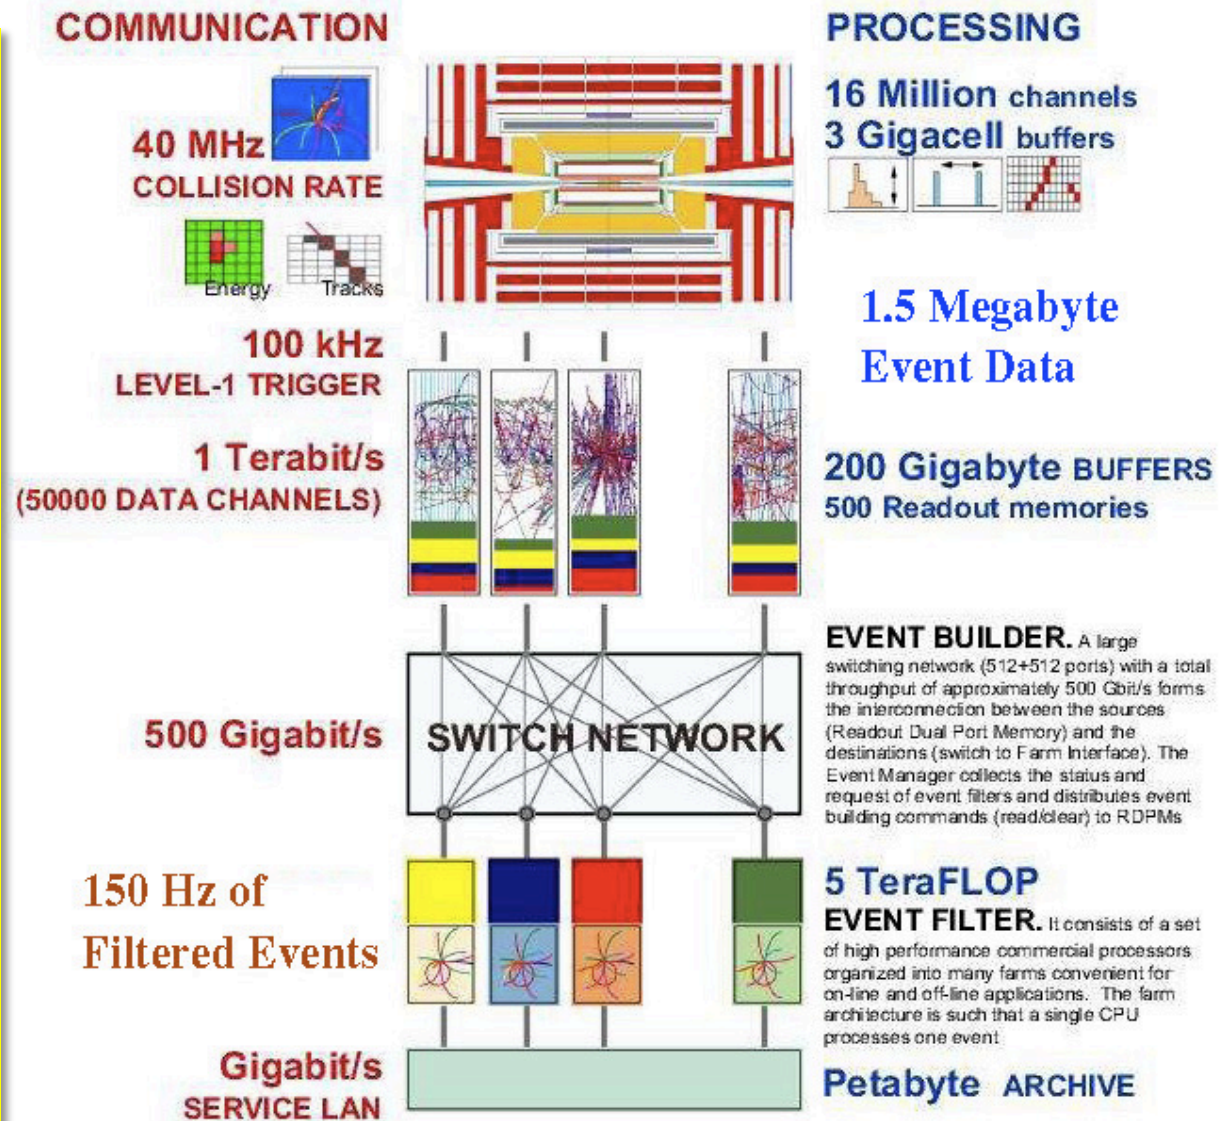 COMMUNICATION
PROCESSING
40 MHz
COLLISION RATE
Energy
Tracks
16 Million channels
3 Gigacell buffers
100 kHz
LEVEL-1 TRIGGER
1.5 Megabyte
Event Data
1 Terabit/s
(50000 DATA CHANNELS)
200 Gigabyte BUFFERS
500 Readout memories
500 Gigabit/s
SWITCH NETWORK
EVENT BUILDER. A large
switching network (512+512 ports) with a total
throughput of approximately 500 Gbit/s forms
the interconnection between the sources
(Readout Dual Port Memory) and the
destinations (switch to Farm Interface). The
Event Manager collects the status and
request of event filters and distributes event
building commands (read/clear) to RDPMs
150 Hz of
Filtered Events
5 TeraFLOP
EVENT FILTER. It consists of a set
of high performance commercial processors
organized into many farms convenient for
on-line and off-line applications. The farm
architecture is such that a single CPU
processes one event
Gigabit/s
SERVICE LAN
Petabyte ARCHIVE